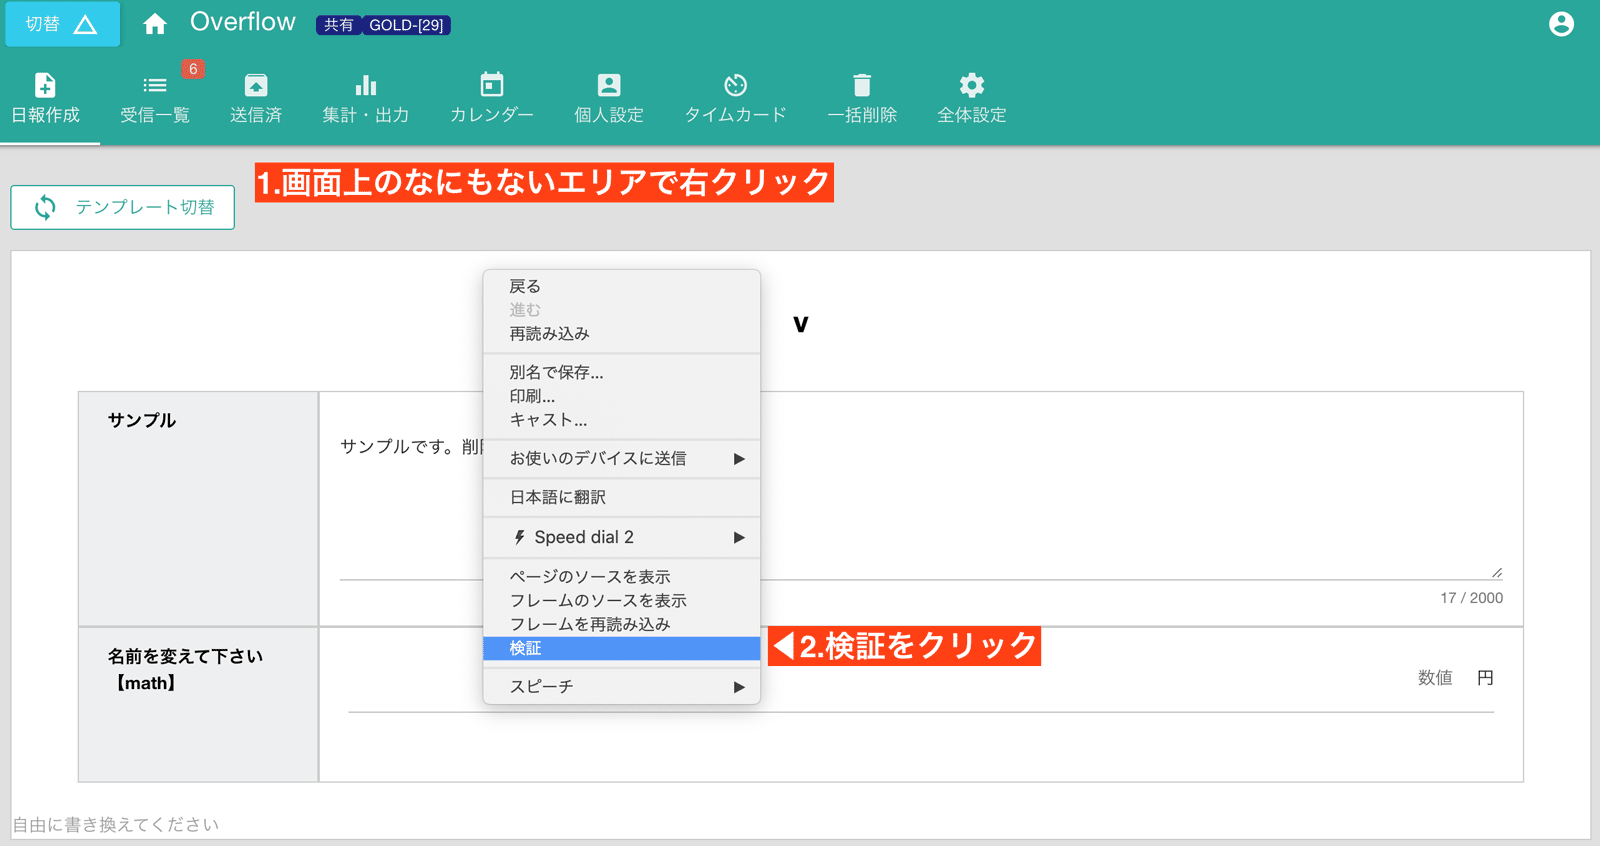 切替
Overflow
共有 GOLD-[29]
日報作成
受信一覧
6
送信済
集計・出力
カレンダー
個人設定
タイムカード
一括削除
全体設定
1.画面上のなにもないエリアで右クリック
テンプレート切替
戻る
進む
再読み込み
別名で保存...
印刷...
キャスト...
お使いのデバイスに送信
日本語に翻訳
Speed dial 2
ページのソースを表示
フレームのソースを表示
フレームを再読み込み
検証
スピーチ
◀2.検証をクリック
v
サンプル
サンプルです。削
17 / 2000
名前を変えて下さい
【math】
数値 円
自由に書き換えてください